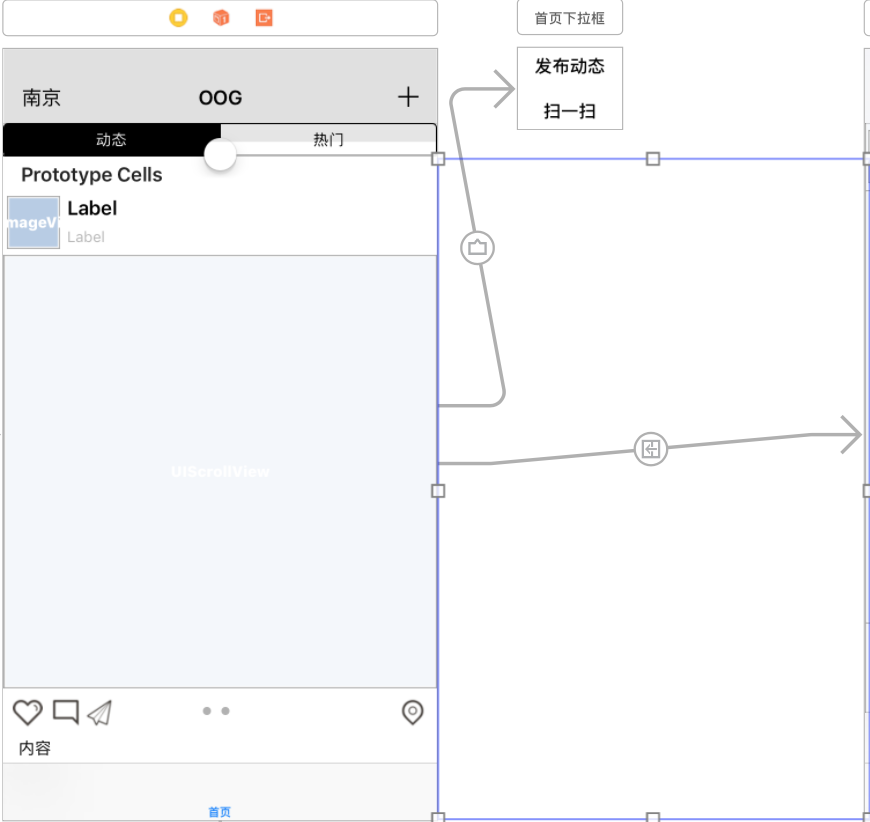 首页下拉框
发布动态
扫一扫
南京
OOG
动态
热门
Prototype Cells
mageVi
Label
Label
UIScrollView
内容
首页